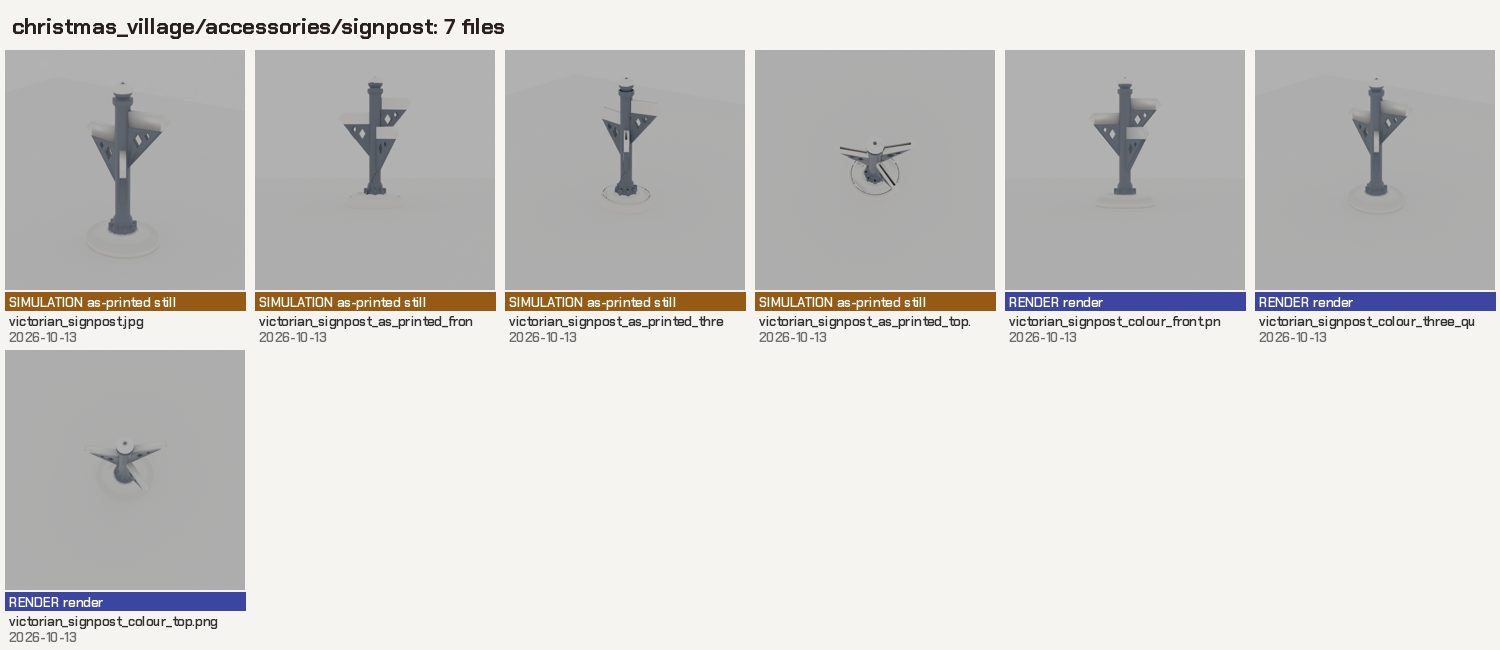 christmas_village/accessories/signpost: 7 files
SIMULATION as-printed still
SIMULATION as-printed still
SIMULATION as-printed still
SIMULATION as-printed still
RENDER render
RENDER render
victorian_signpost.jpg
victorian_signpost_as_printed_fron
victorian_signpost_as_printed_thre
victorian_signpost_as_printed_top.
victorian_signpost_colour_front.pn
victorian_signpost_colour_three_qu
2026-10-13
2026-10-13
2026-10-13
2026-10-13
2026-10-13
2026-10-13
RENDER render
victorian_signpost_colour_top.png
2026-10-13